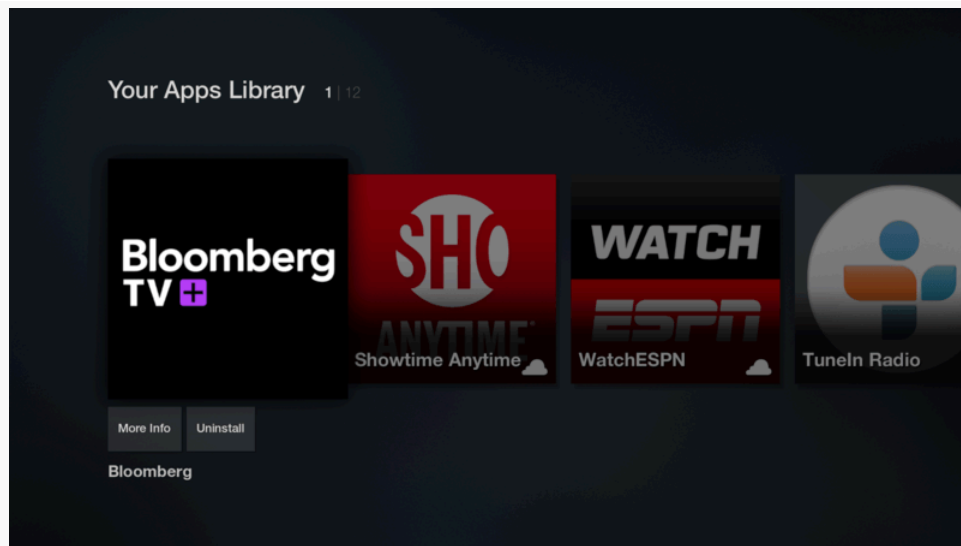 Your Apps Library 1 | 12
Bloomberg
TV+
SHO
ANYTIME
Showtime Anytime
WATCH
ESPN
WatchESPN
TuneIn Radio
More Info
Uninstall
Bloomberg